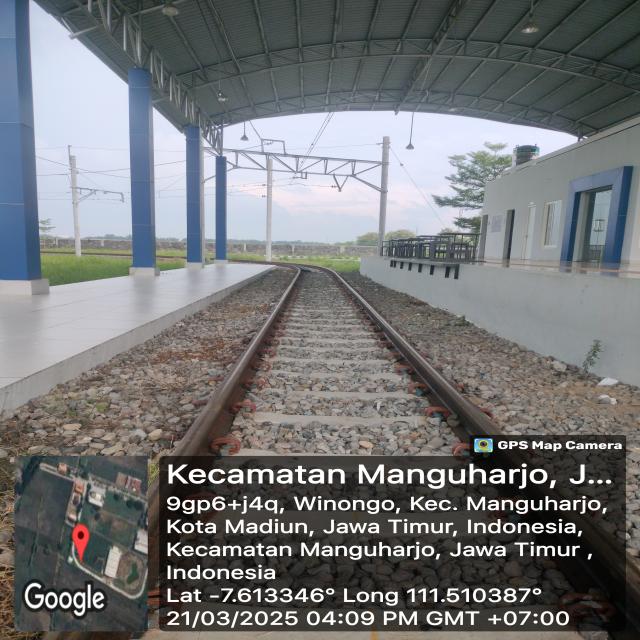 GPS Map Camera
Kecamatan Manguharjo, J...
9gp6+j4q, Winongo, Kec. Manguharjo,
Kota Madiun, Jawa Timur, Indonesia,
Kecamatan Manguharjo, Jawa Timur ,
Indonesia
Lat -7.613346° Long 111.510387°
21/03/2025 04:09 PM GMT +07:00
Google